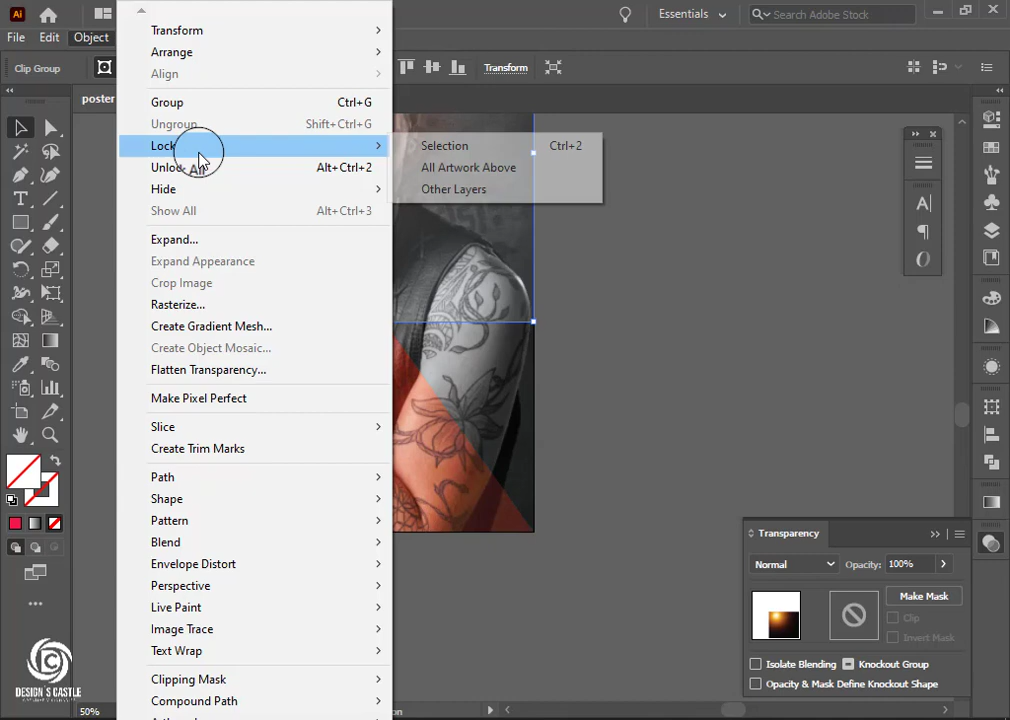 Ai
Essentials
Search Adobe Stock
File
Edit
Object
Clip Group
Transform
poster
Transform
Arrange
Align
Group Ctrl+G
Ungroup Shift+Ctrl+G
Lock
Unlock All Alt+Ctrl+2
Hide
Show All Alt+Ctrl+3
Expand...
Expand Appearance
Crop Image
Rasterize...
Create Gradient Mesh...
Create Object Mosaic...
Flatten Transparency...
Make Pixel Perfect
Slice
Create Trim Marks
Path
Shape
Pattern
Blend
Envelope Distort
Perspective
Live Paint
Image Trace
Text Wrap
Clipping Mask
Compound Path
Selection Ctrl+2
All Artwork Above
Other Layers
Transparency
Normal
Opacity: 100%
Make Mask
Clip
Invert Mask
Isolate Blending
Knockout Group
Opacity & Mask Define Knockout Shape
DESIGN'S CASTLE
50%